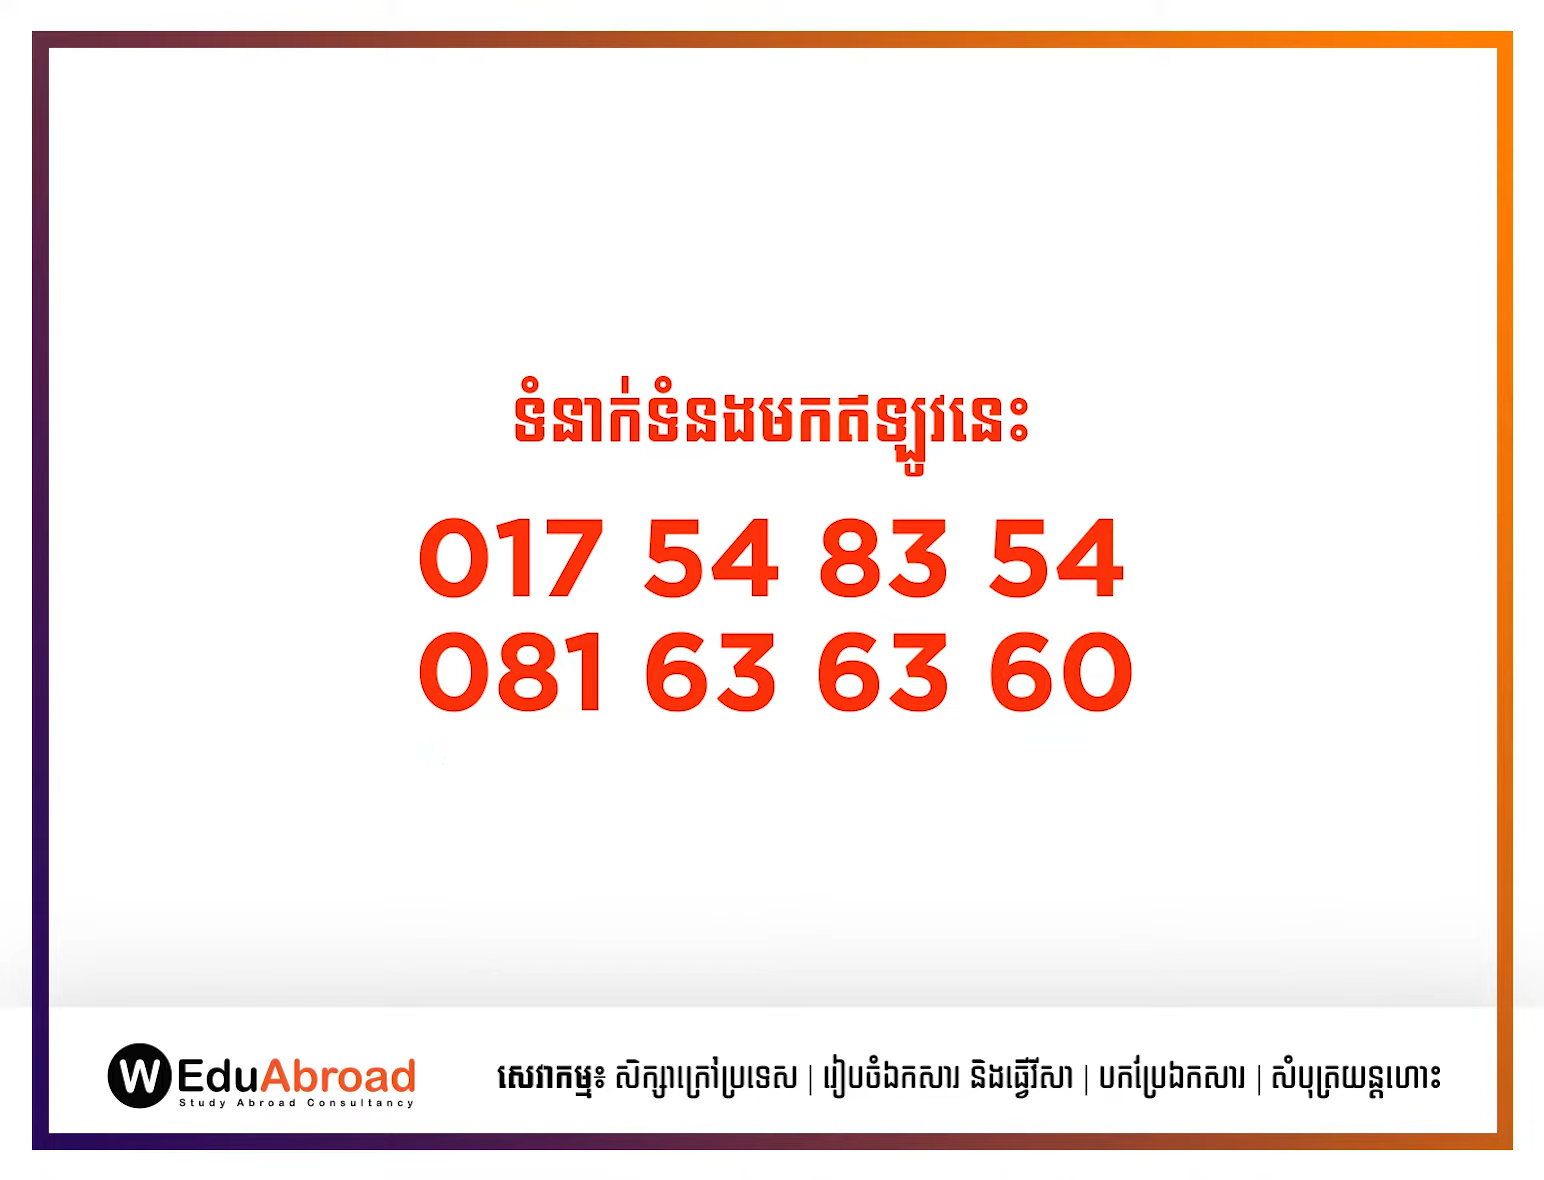 ទំនាក់ទំនងមកឥឡូវនេះ
017 54 83 54
081 63 63 60
W EduAbroad
Study Abroad Consultancy
សេវាកម្ម៖ សិក្សាក្រៅប្រទេស | រៀបចំឯកសារ និងធ្វើវីសា | បកប្រែឯកសារ | សំបុត្រយន្តហោះ